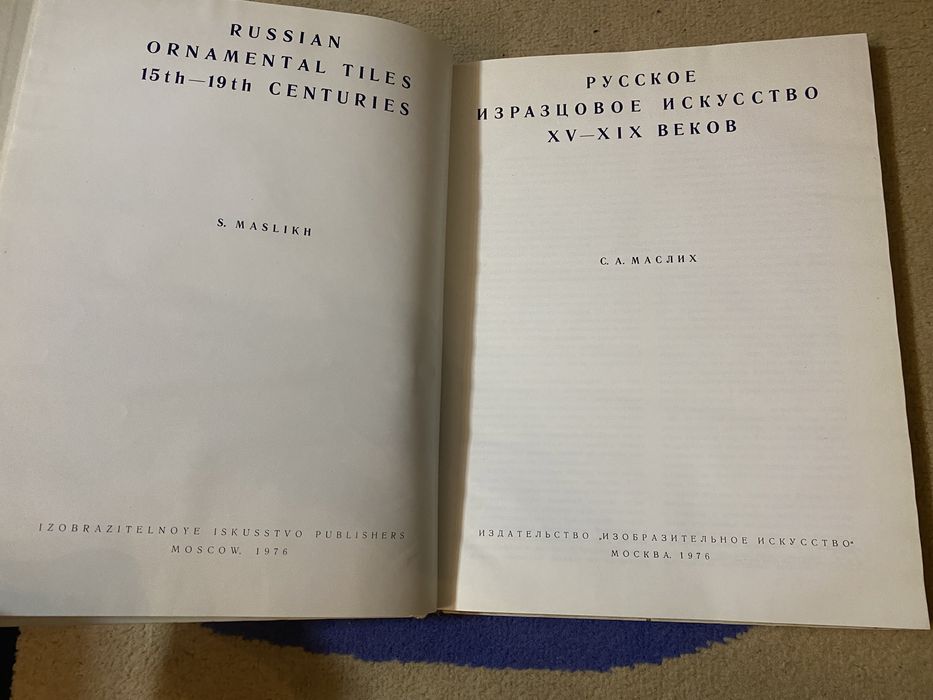 RUSSIAN
ORNAMENTAL TILES
15th—19th CENTURIES
S. MASLIKH
IZOBRAZITELNOYE ISKUSSTVO PUBLISHERS
MOSCOW, 1976
РУССКОЕ
ИЗРАЗЦОВОЕ ИСКУССТВО
XV—XIX ВЕКОВ
С. А. МАСЛИХ
ИЗДАТЕЛЬСТВО „ИЗОБРАЗИТЕЛЬНОЕ ИСКУССТВО“
МОСКВА. 1976